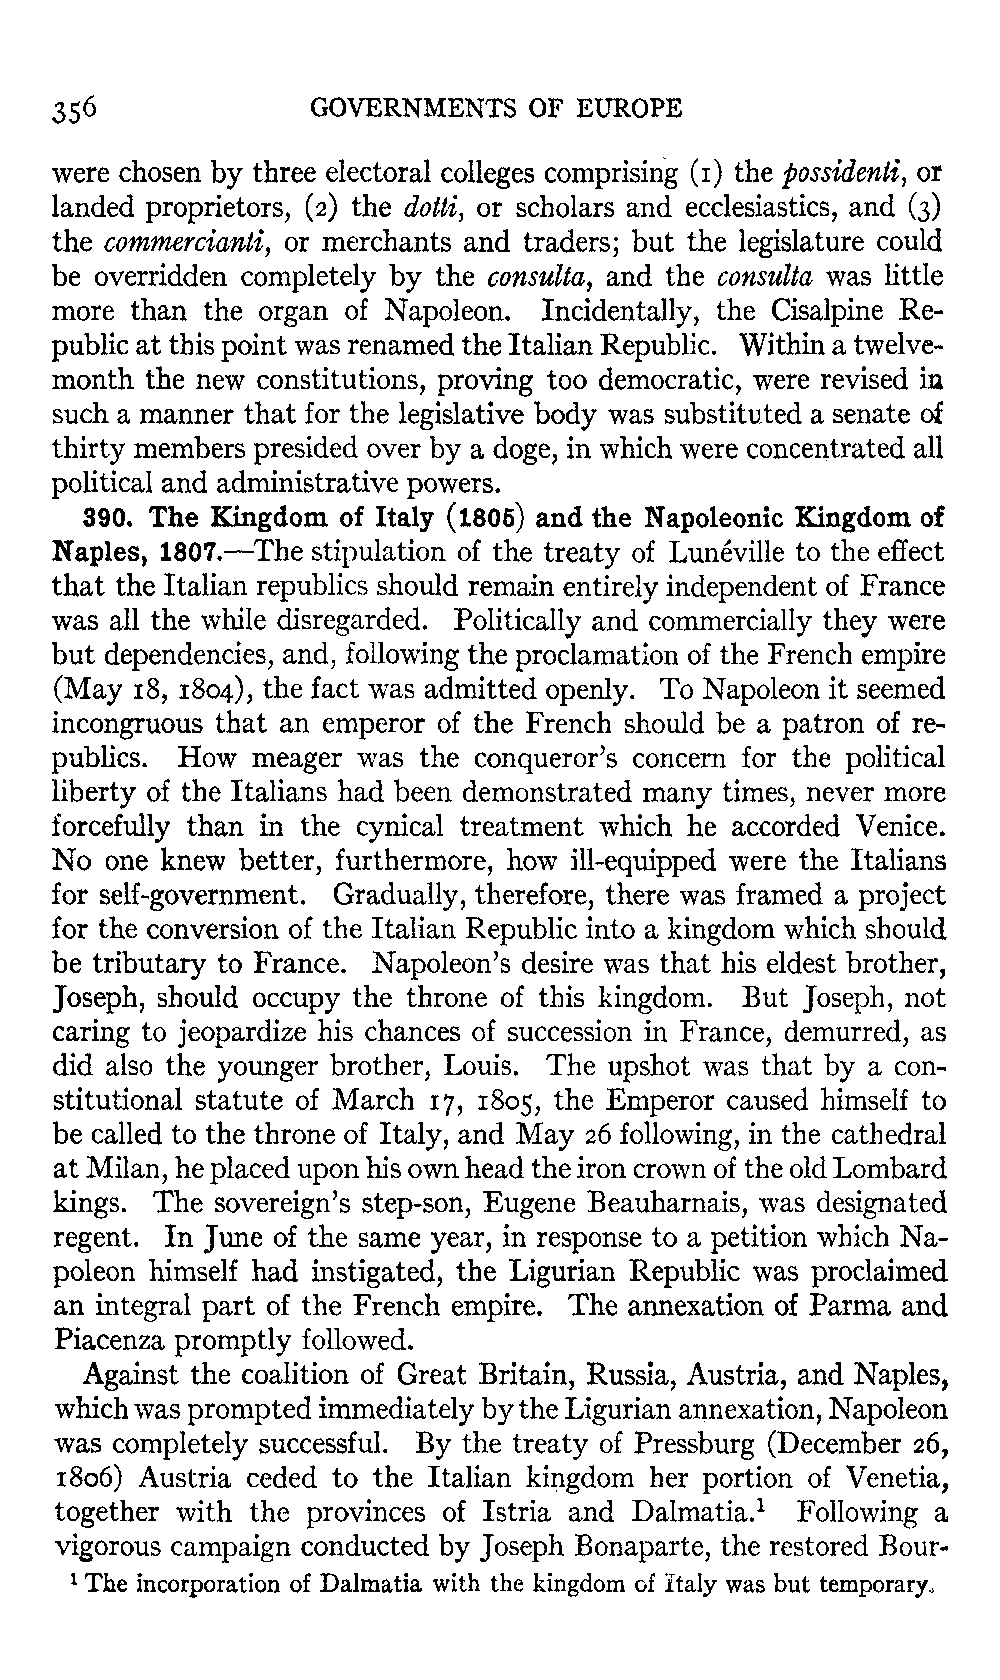 356 GOVERNMENTS OF EUROPE
were chosen by three electoral colleges comprising (1) the possidenti, or
landed proprietors, (2) the dotti, or scholars and ecclesiastics, and (3)
the commercianti, or merchants and traders; but the legislature could
be overridden completely by the consulta, and the consulta was little
more than the organ of Napoleon. Incidentally, the Cisalpine Re-
public at this point was renamed the Italian Republic. Within a twelve-
month the new constitutions, proving too democratic, were revised in
such a manner that for the legislative body was substituted a senate of
thirty members presided over by a doge, in which were concentrated all
political and administrative powers.
390. The Kingdom of Italy (1805) and the Napoleonic Kingdom of
Naples, 1807.—The stipulation of the treaty of Lunéville to the effect
that the Italian republics should remain entirely independent of France
was all the while disregarded. Politically and commercially they were
but dependencies, and, following the proclamation of the French empire
(May 18, 1804), the fact was admitted openly. To Napoleon it seemed
incongruous that an emperor of the French should be a patron of re-
publics. How meager was the conqueror's concern for the political
liberty of the Italians had been demonstrated many times, never more
forcefully than in the cynical treatment which he accorded Venice.
No one knew better, furthermore, how ill-equipped were the Italians
for self-government. Gradually, therefore, there was framed a project
for the conversion of the Italian Republic into a kingdom which should
be tributary to France. Napoleon's desire was that his eldest brother,
Joseph, should occupy the throne of this kingdom. But Joseph, not
caring to jeopardize his chances of succession in France, demurred, as
did also the younger brother, Louis. The upshot was that by a con-
stitutional statute of March 17, 1805, the Emperor caused himself to
be called to the throne of Italy, and May 26 following, in the cathedral
at Milan, he placed upon his own head the iron crown of the old Lombard
kings. The sovereign's step-son, Eugene Beauharnais, was designated
regent. In June of the same year, in response to a petition which Na-
poleon himself had instigated, the Ligurian Republic was proclaimed
an integral part of the French empire. The annexation of Parma and
Piacenza promptly followed.
Against the coalition of Great Britain, Russia, Austria, and Naples,
which was prompted immediately by the Ligurian annexation, Napoleon
was completely successful. By the treaty of Pressburg (December 26,
1806) Austria ceded to the Italian kingdom her portion of Venetia,
together with the provinces of Istria and Dalmatia.¹ Following a
vigorous campaign conducted by Joseph Bonaparte, the restored Bour-
¹ The incorporation of Dalmatia with the kingdom of Italy was but temporary.